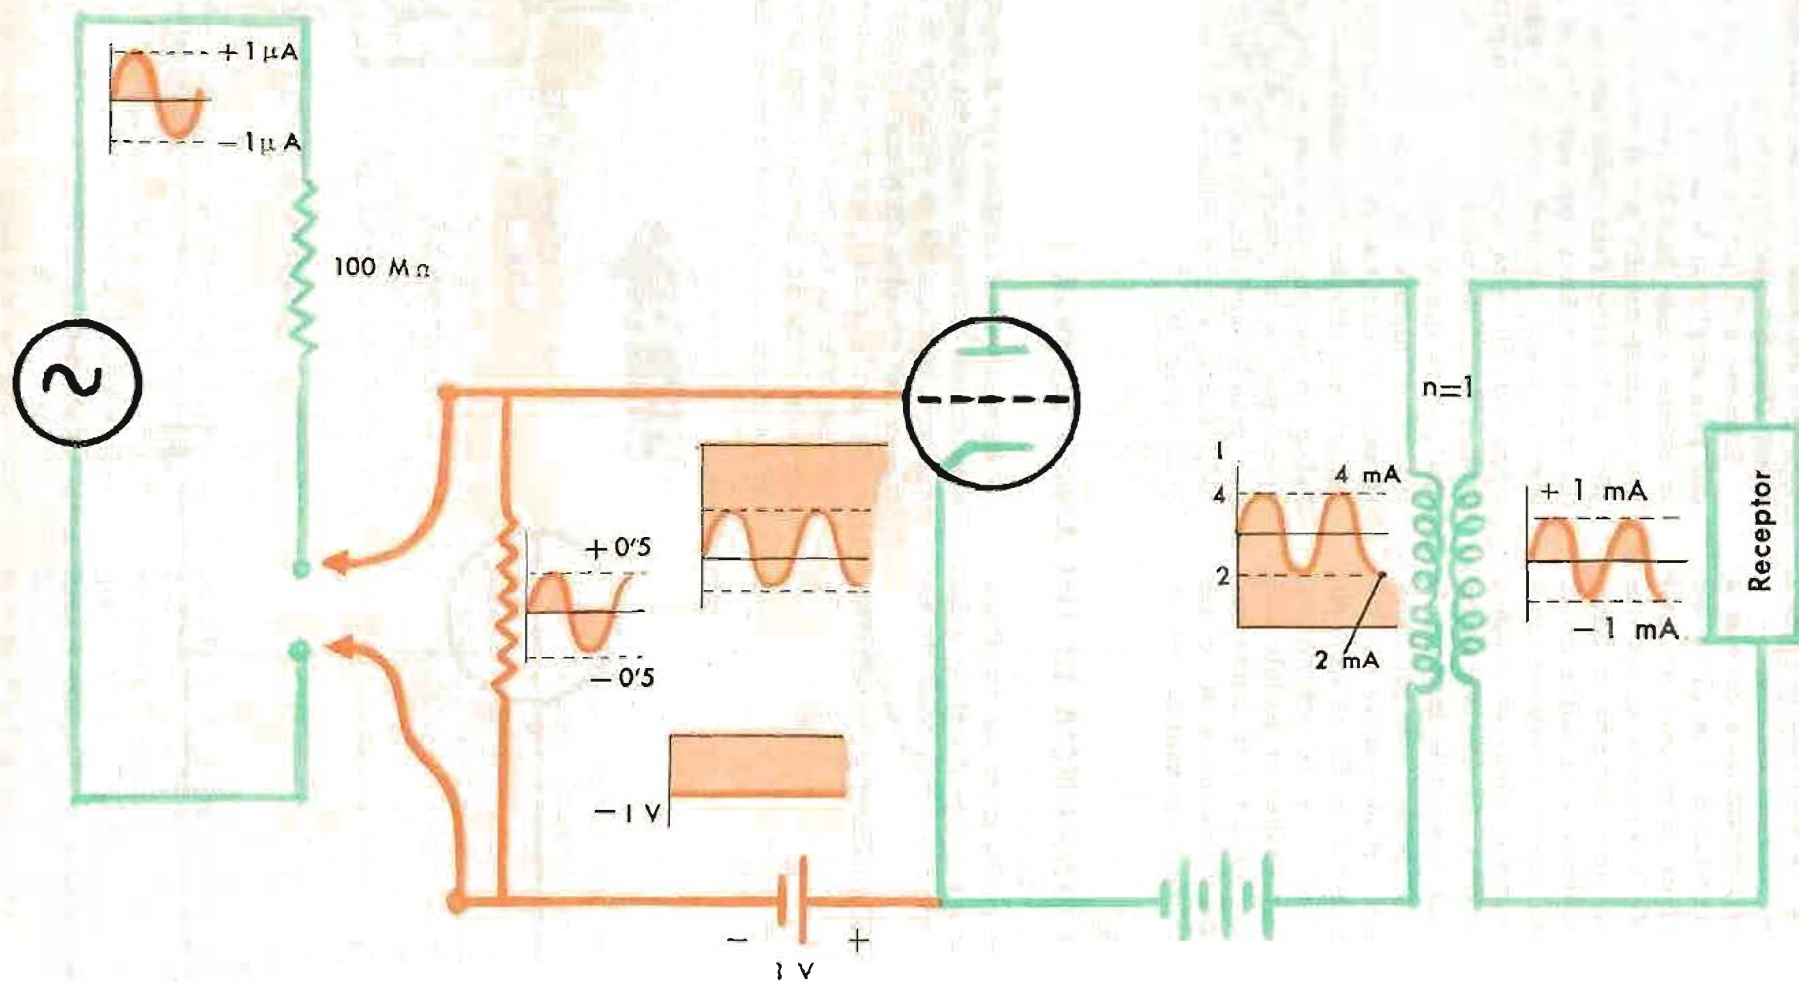 + 1 μA
− 1 μA
100 MΩ
+ 0'5
− 0'5
− 1 V
− +
1 V
n=1
I
4
4 mA
2
2 mA
+ 1 mA
− 1 mA
Receptor